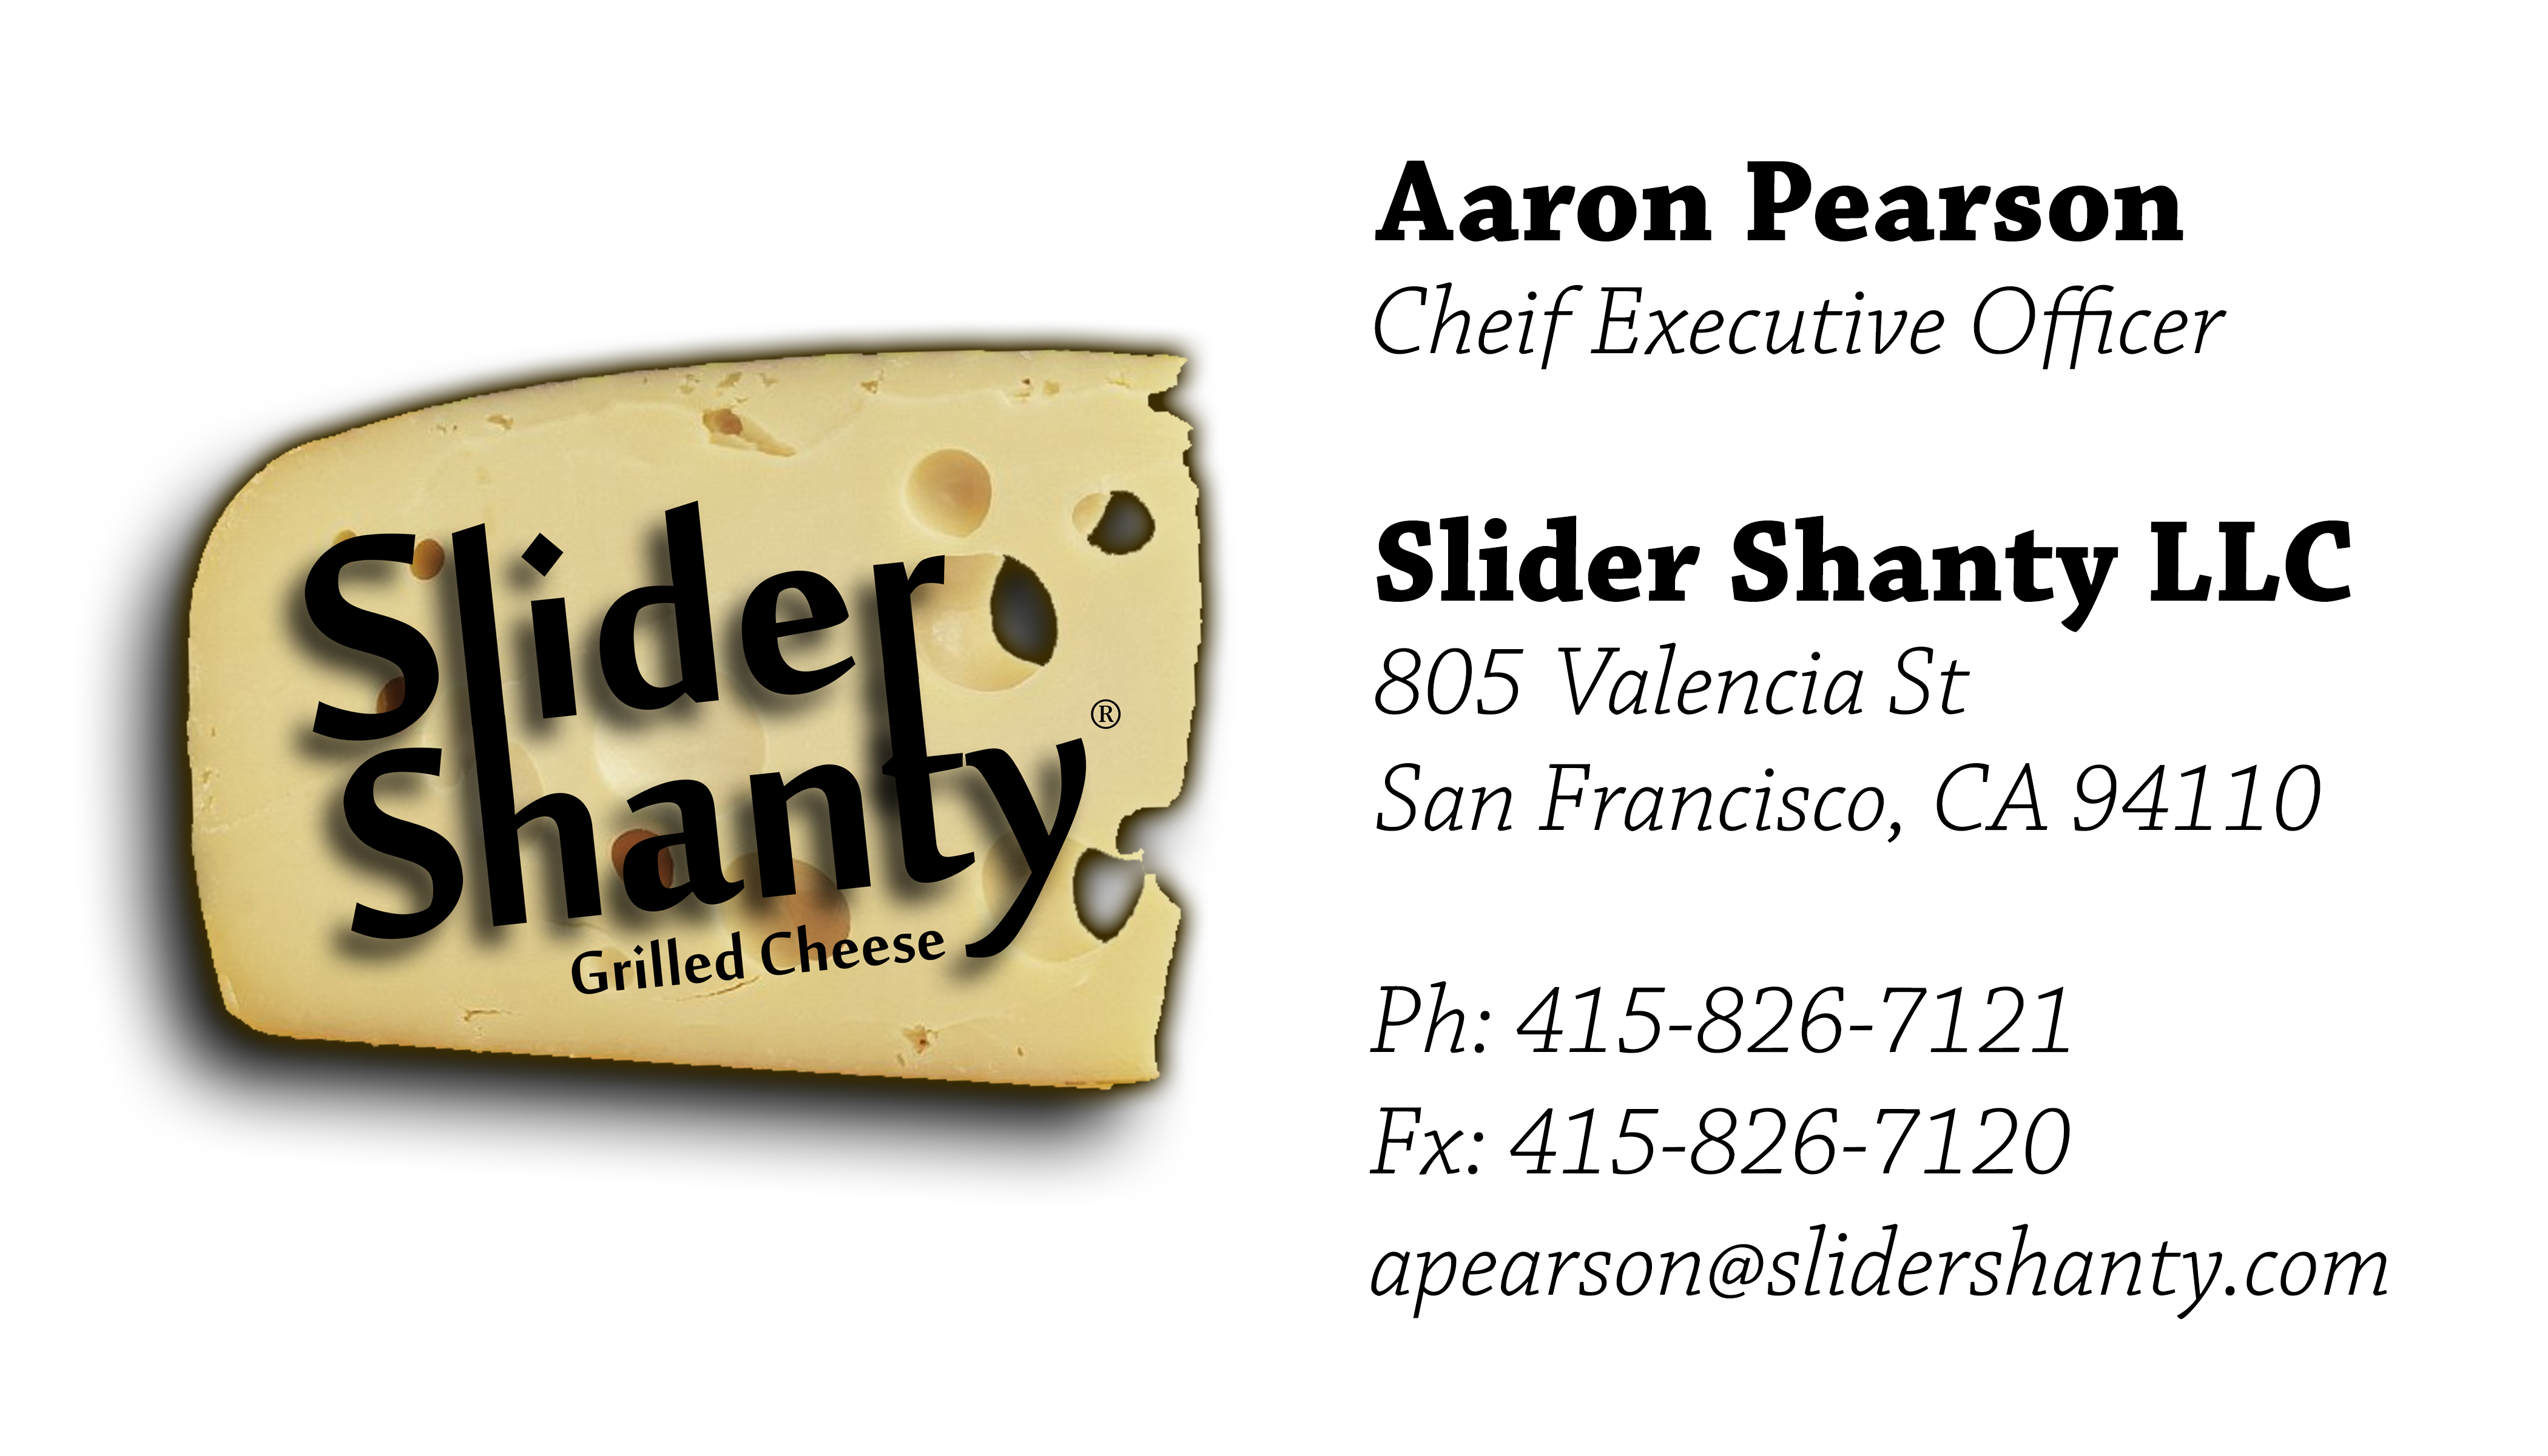 Slider
Shanty®
Grilled Cheese
Aaron Pearson
Cheif Executive Officer
Slider Shanty LLC
805 Valencia St
San Francisco, CA 94110
Ph: 415-826-7121
Fx: 415-826-7120
apearson@slidershanty.com